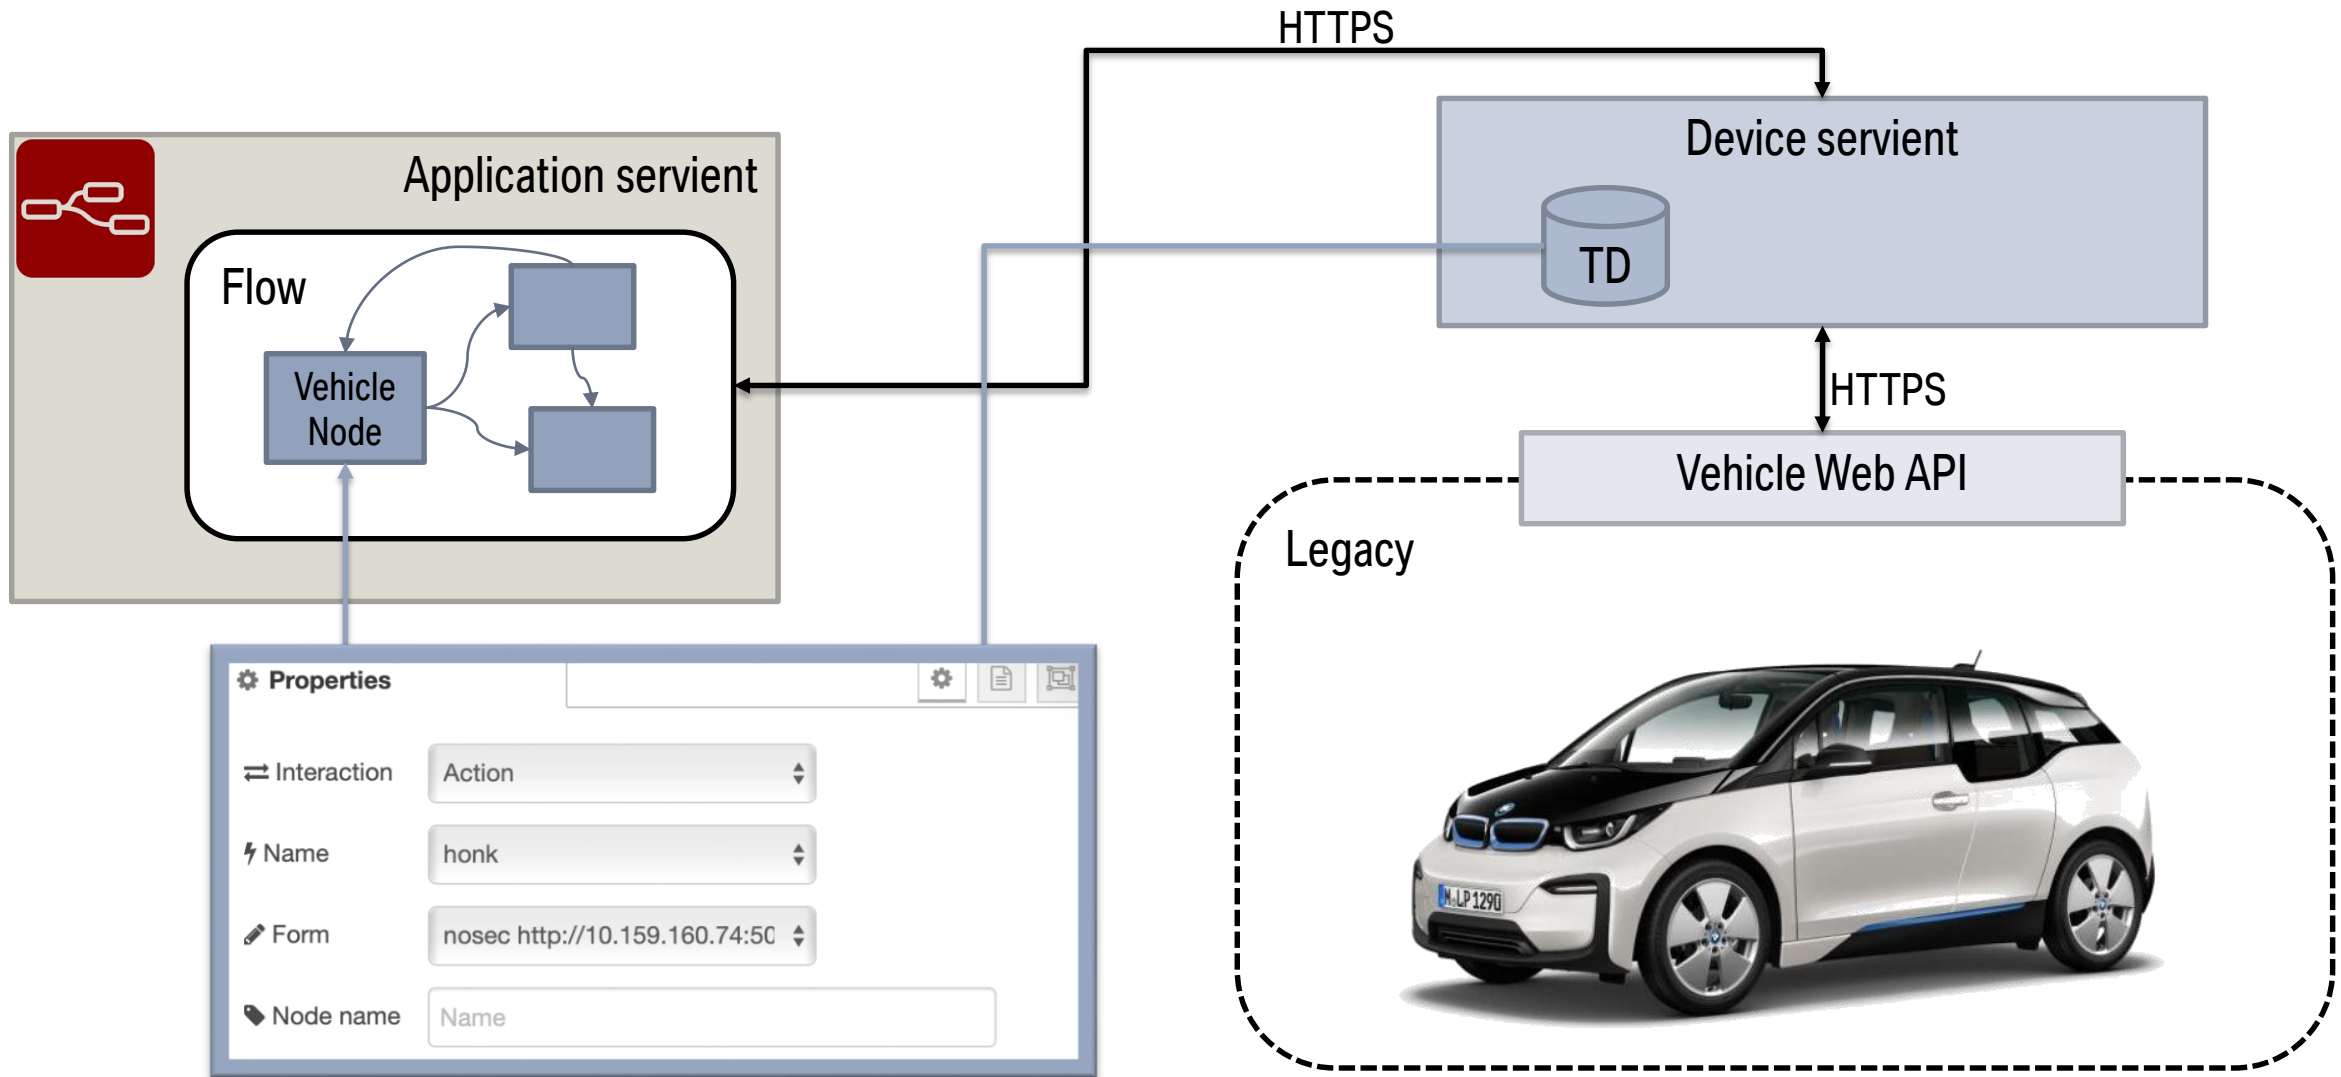 HTTPS
Application servient
Device servient
Flow
TD
Vehicle
Node
HTTPS
Vehicle Web API
Legacy
Properties
Interaction
Action
Name
honk
Form
nosec http://10.159.160.74:50
Node name
Name
M LP 1290